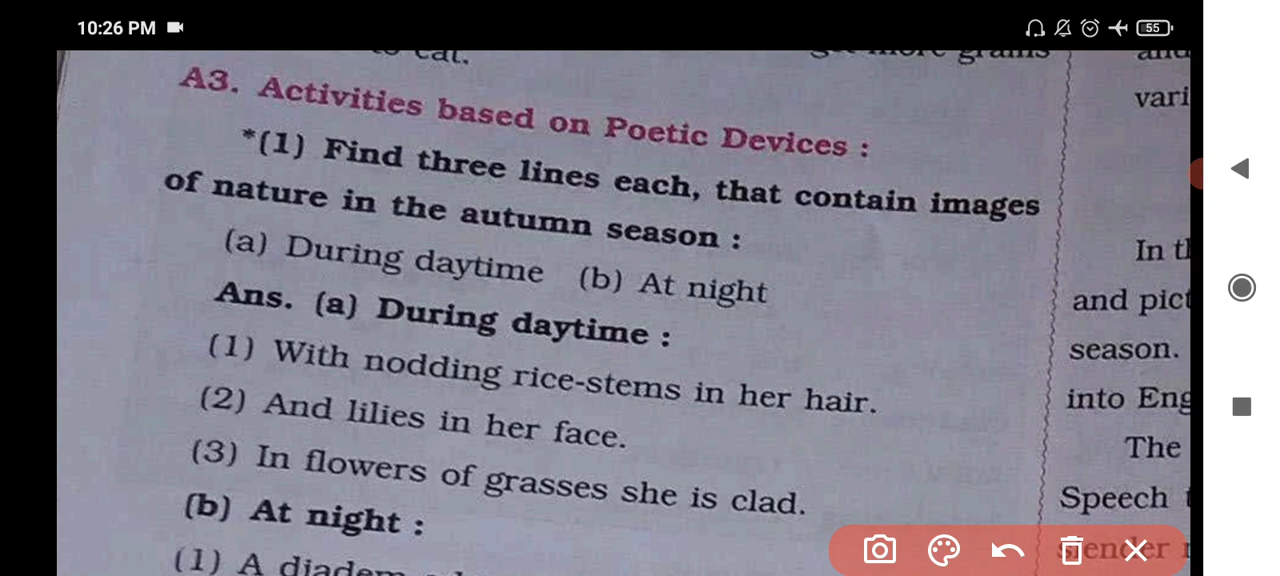 10:26 PM
55
A3. Activities based on Poetic Devices :
*(1) Find three lines each, that contain images
of nature in the autumn season :
(a) During daytime (b) At night
Ans. (a) During daytime :
(1) With nodding rice-stems in her hair.
(2) And lilies in her face.
(3) In flowers of grasses she is clad.
(b) At night :
(1) A diadem
vari
In
and
season.
into
The
Speech